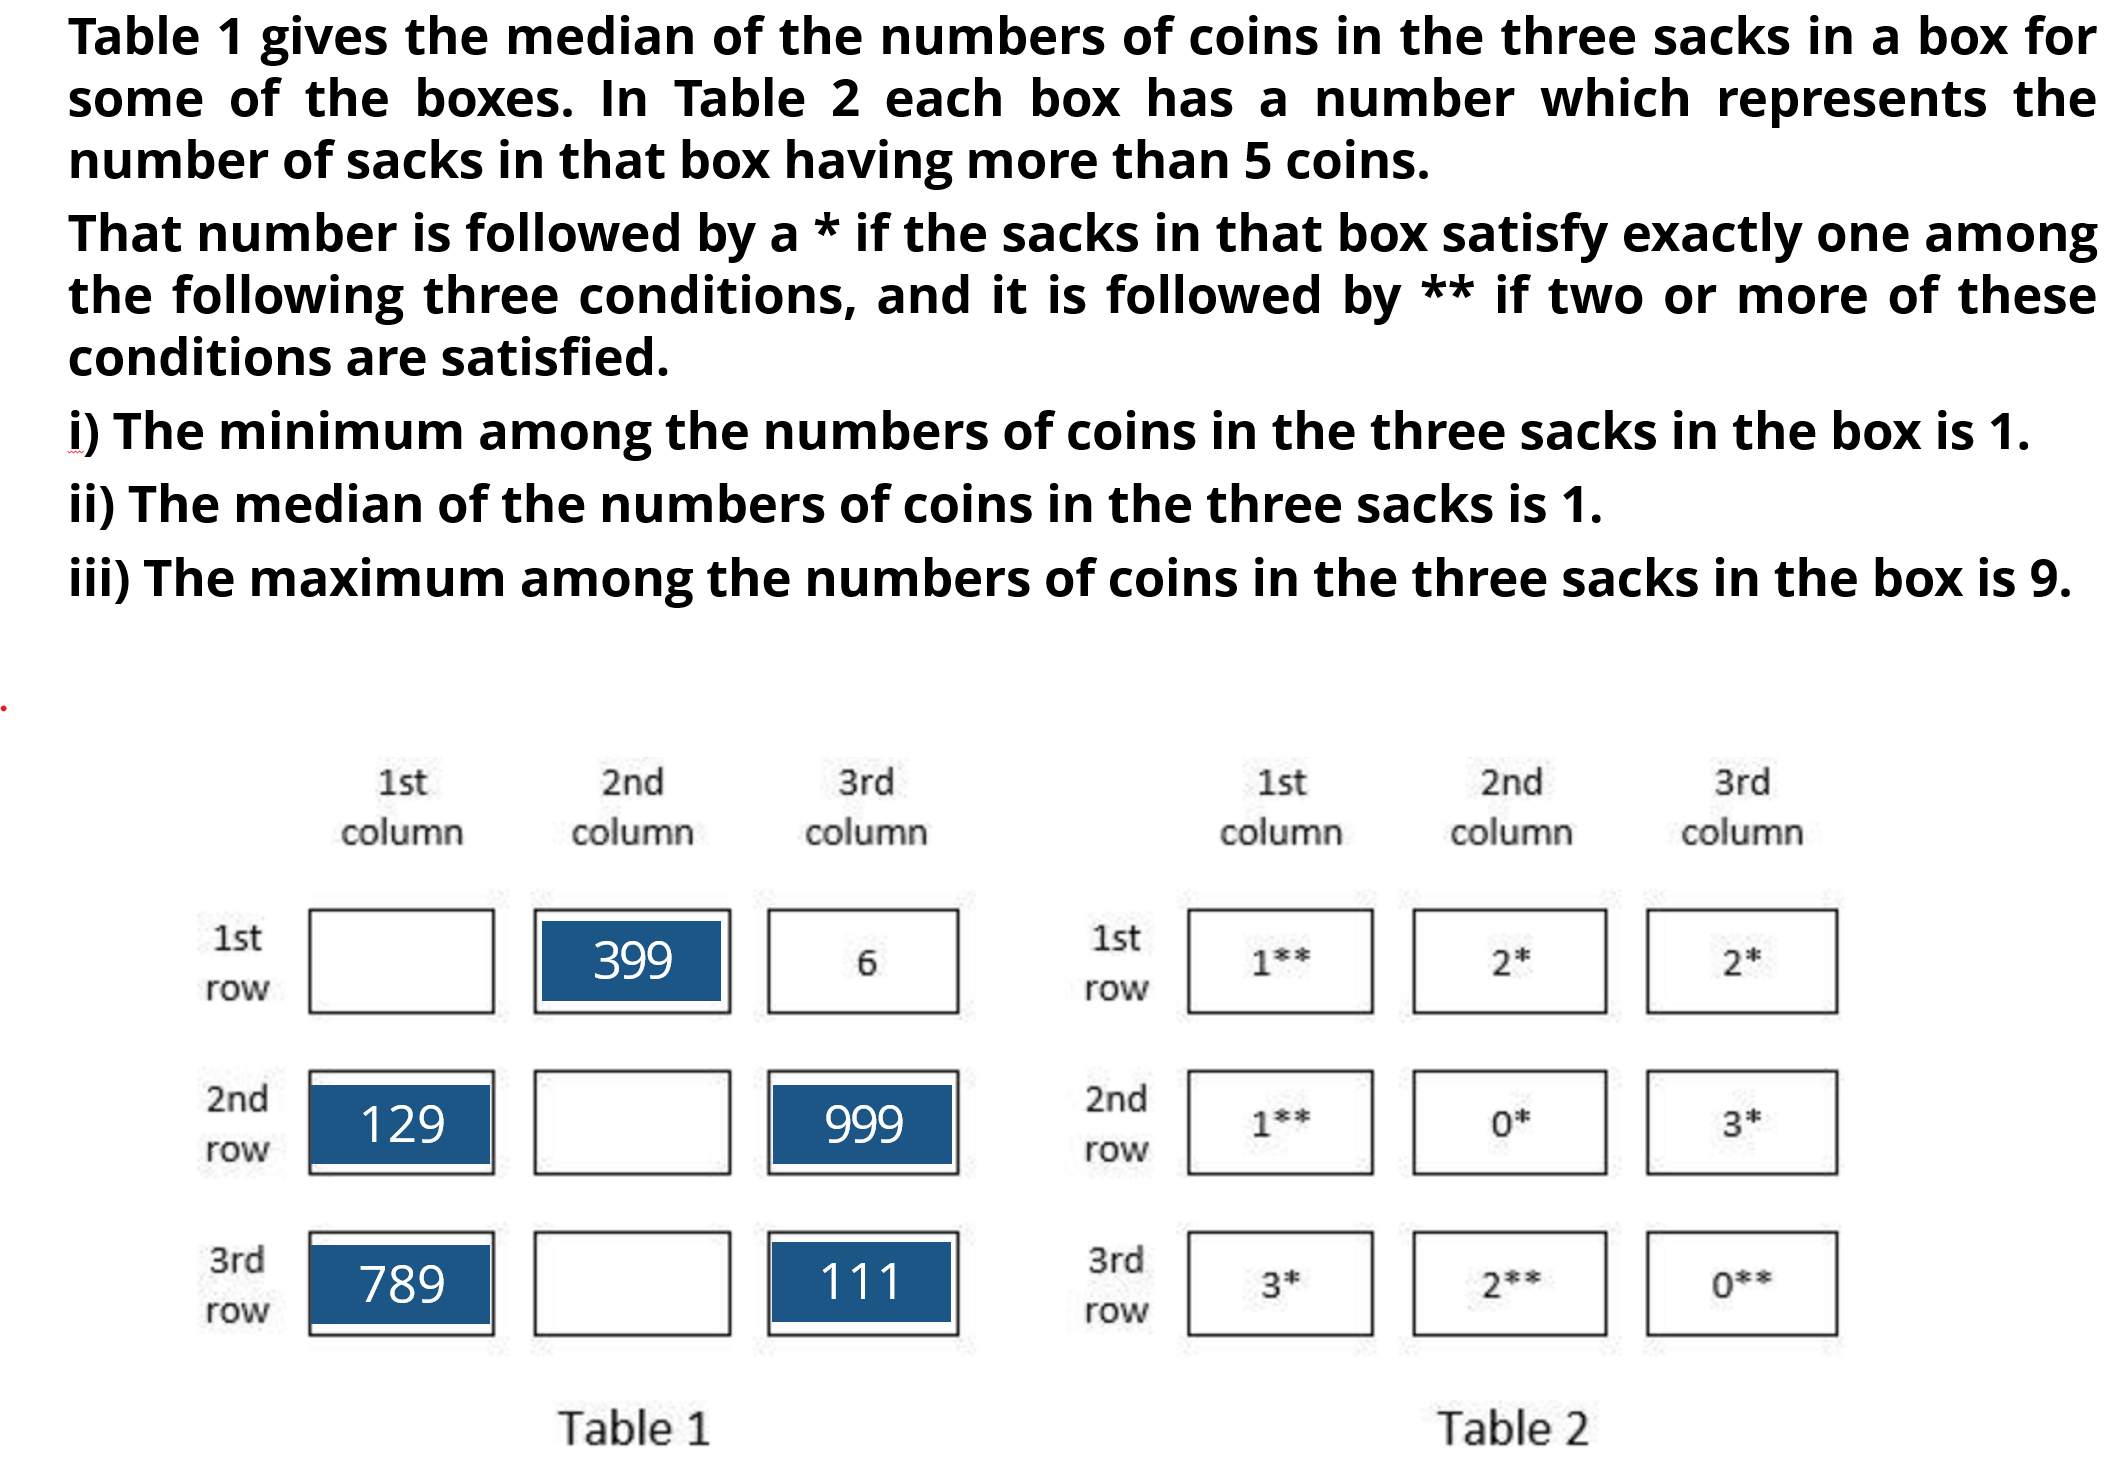 Table 1 gives the median of the numbers of coins in the three sacks in a box for
some of the boxes. In Table 2 each box has a number which represents the
number of sacks in that box having more than 5 coins.
That number is followed by a * if the sacks in that box satisfy exactly one among
the following three conditions, and it is followed by ** if two or more of these
conditions are satisfied.
i) The minimum among the numbers of coins in the three sacks in the box is 1.
ii) The median of the numbers of coins in the three sacks is 1.
iii) The maximum among the numbers of coins in the three sacks in the box is 9.
1st column 2nd column 3rd column
1st row 399 6
2nd row 129 999
3rd row 789 111
Table 1
1st column 2nd column 3rd column
1st row 1** 2* 2*
2nd row 1** 0* 3*
3rd row 3* 2** 0**
Table 2